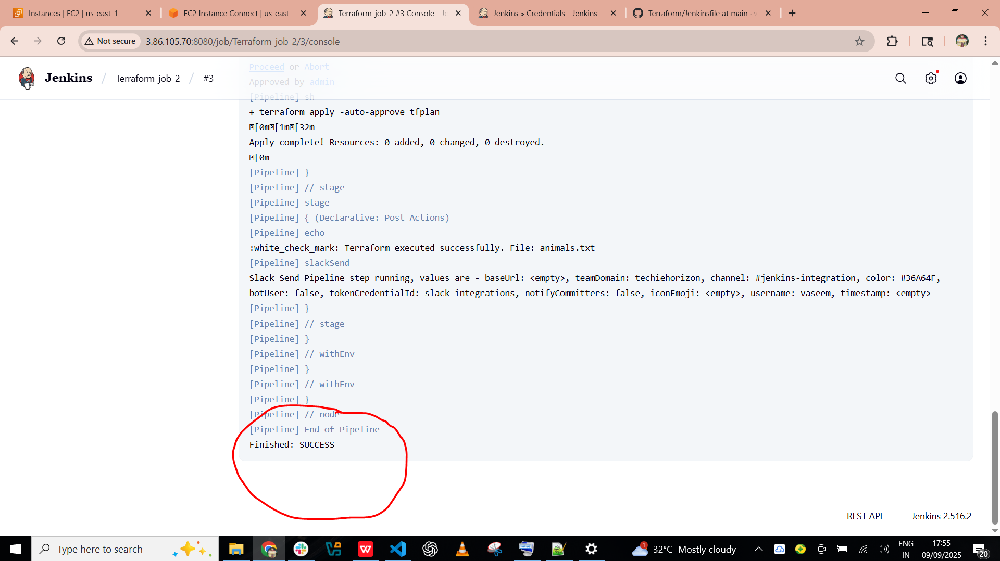 Instances | EC2 | us-east-1
EC2 Instance Connect | us-east-
Terraform_job-2 #3 Console - Je
Jenkins » Credentials - Jenkins
Terraform/Jenkinsfile at main · v
Not secure
3.86.105.70:8080/job/Terraform_job-2/3/console
Jenkins / Terraform_job-2 / #3
Proceed or Abort
Approved by admin
[Pipeline] sh
+ terraform apply -auto-approve tfplan
[0m[1m[32m
Apply complete! Resources: 0 added, 0 changed, 0 destroyed.
[0m
[Pipeline] }
[Pipeline] // stage
[Pipeline] stage
[Pipeline] { (Declarative: Post Actions)
[Pipeline] echo
:white_check_mark: Terraform executed successfully. File: animals.txt
[Pipeline] slackSend
Slack Send Pipeline step running, values are - baseUrl: <empty>, teamDomain: techiehorizon, channel: #jenkins-integration, color: #36A64F,
botUser: false, tokenCredentialId: slack_integrations, notifyCommitters: false, iconEmoji: <empty>, username: vaseem, timestamp: <empty>
[Pipeline] }
[Pipeline] // stage
[Pipeline] }
[Pipeline] // withEnv
[Pipeline] }
[Pipeline] // withEnv
[Pipeline] }
[Pipeline] // node
[Pipeline] End of Pipeline
Finished: SUCCESS
REST API
Jenkins 2.516.2
Type here to search
1
32°C Mostly cloudy
ENG
IN
17:55
09/09/2025
20